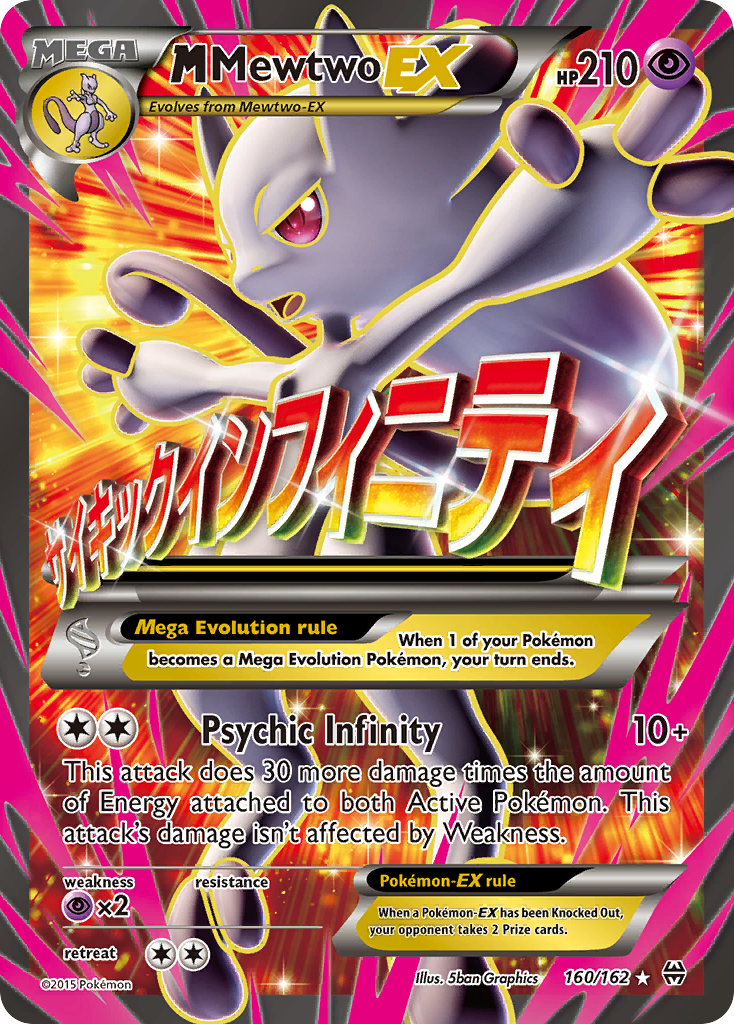 MEGA
MMewtwoEX
HP210
Evolves from Mewtwo-EX
サイキックインフィニティ
Mega Evolution rule
When 1 of your Pokémon
becomes a Mega Evolution Pokémon, your turn ends.
Psychic Infinity 10+
This attack does 30 more damage times the amount
of Energy attached to both Active Pokémon. This
attack's damage isn't affected by Weakness.
weakness resistance
×2
Pokémon-EX rule
When a Pokémon-EX has been Knocked Out,
your opponent takes 2 Prize cards.
retreat
©2015 Pokémon
Illus. 5ban Graphics
160/162 ★